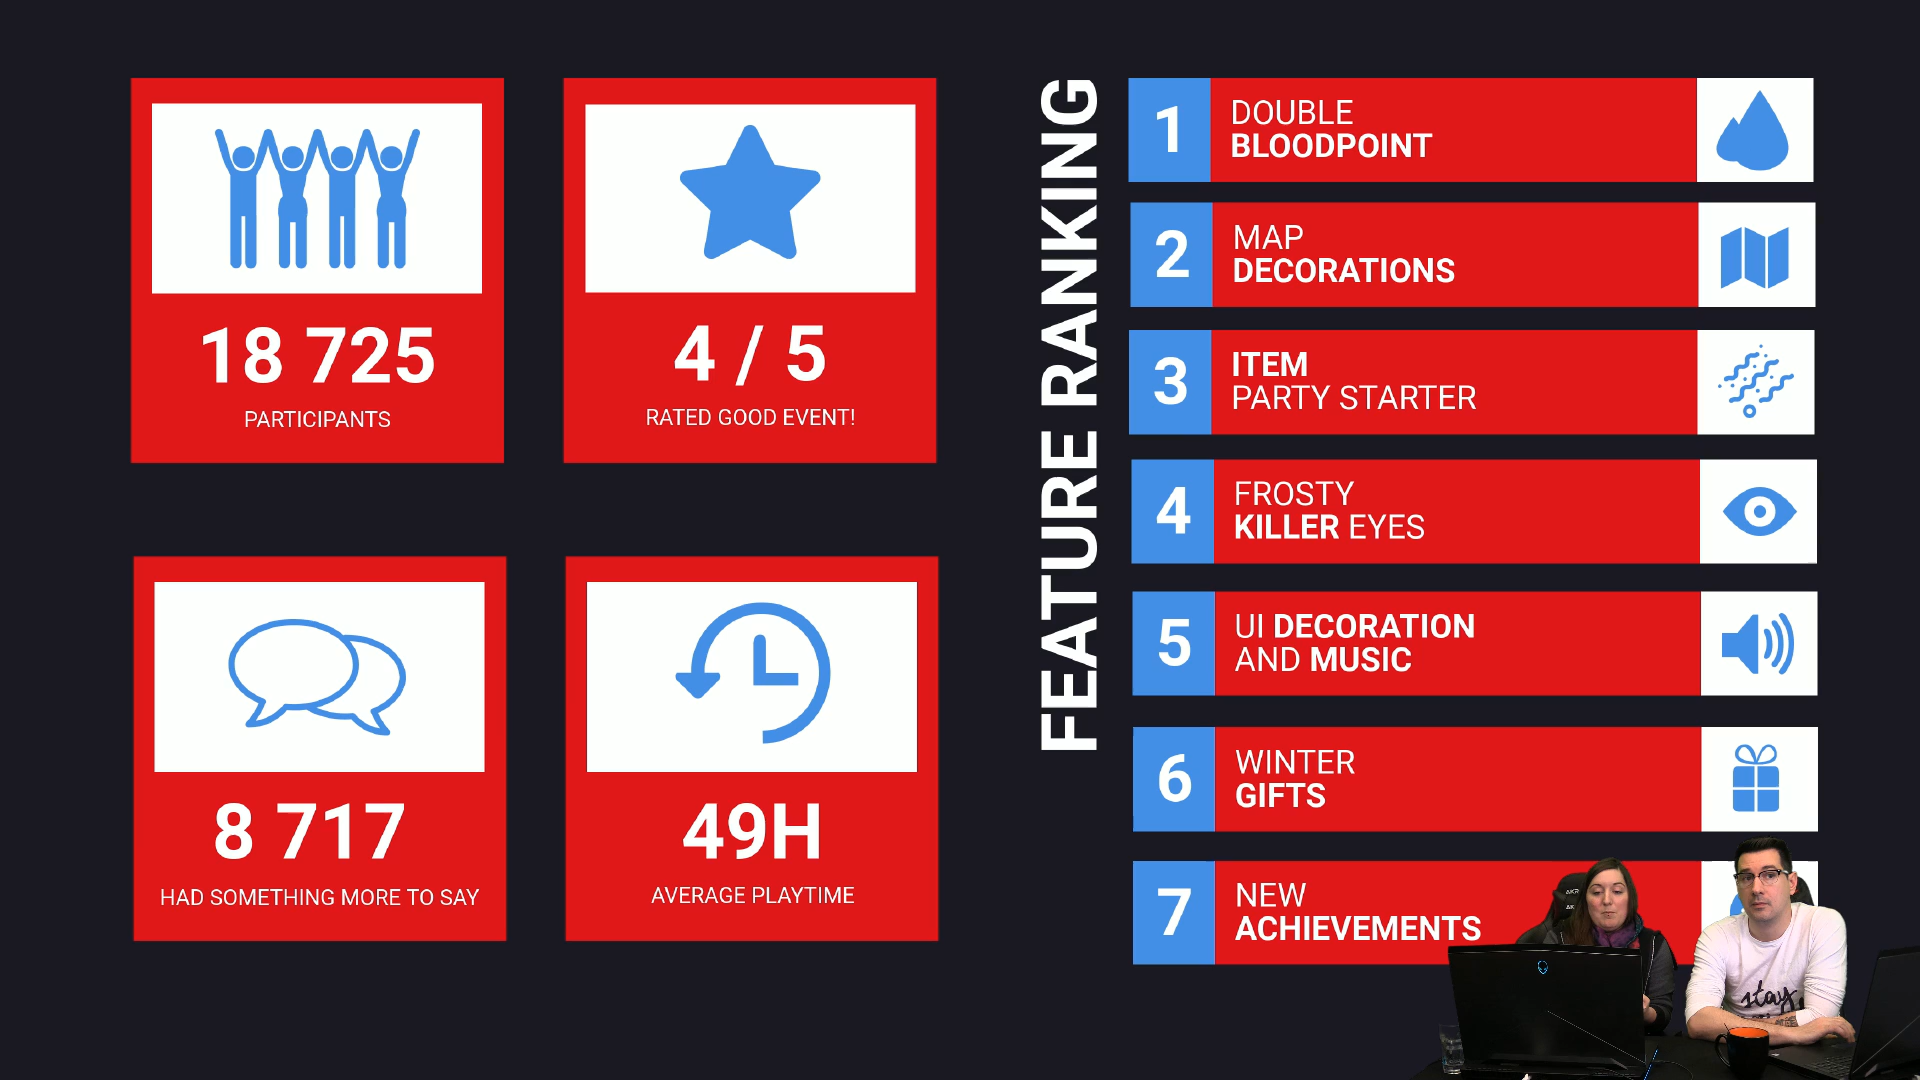 18 725
PARTICIPANTS
4 / 5
RATED GOOD EVENT!
8 717
HAD SOMETHING MORE TO SAY
49H
AVERAGE PLAYTIME
FEATURE RANKING
1
DOUBLE
BLOODPOINT
2
MAP
DECORATIONS
3
ITEM
PARTY STARTER
4
FROSTY
KILLER EYES
5
UI DECORATION
AND MUSIC
6
WINTER
GIFTS
7
NEW
ACHIEVEMENTS
stay